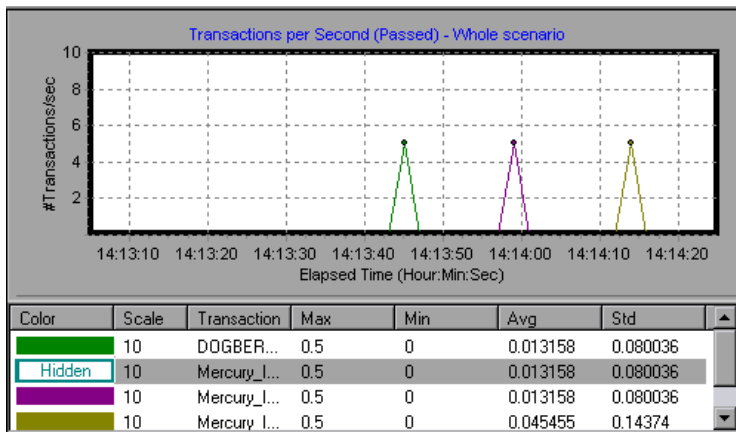 Transactions per Second (Passed) - Whole scenario
#Transactions/sec
10
8
6
4
2
14:13:10 14:13:20 14:13:30 14:13:40 14:13:50 14:14:00 14:14:10 14:14:20
Elapsed Time (Hour:Min:Sec)
Color Scale Transaction Max Min Avg Std
10 DOGBER... 0.5 0 0.013158 0.080036
Hidden 10 Mercury_I... 0.5 0 0.013158 0.080036
10 Mercury_I... 0.5 0 0.013158 0.080036
10 Mercury_I... 0.5 0 0.045455 0.14374